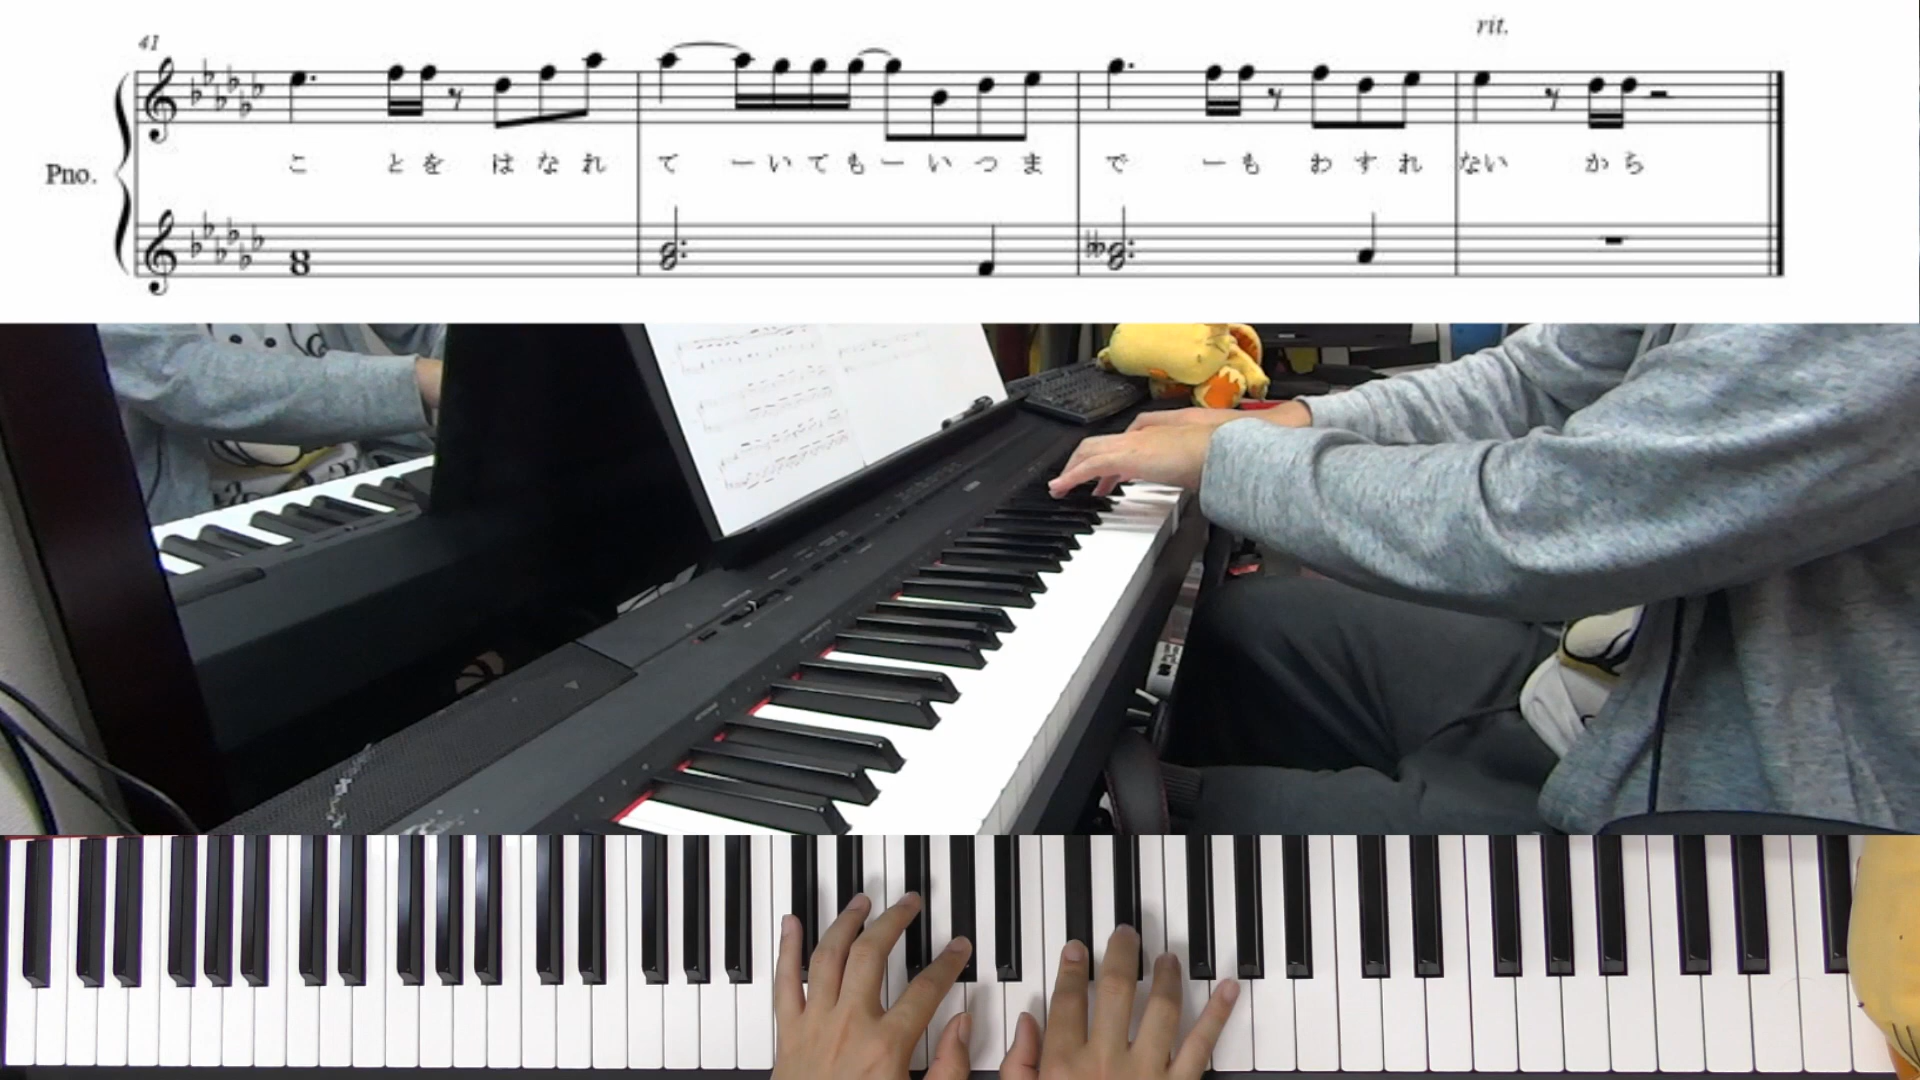 rit.
41
こ とを はなれ て ーいてもーいつま で ーも わすれ ない から
Pno.